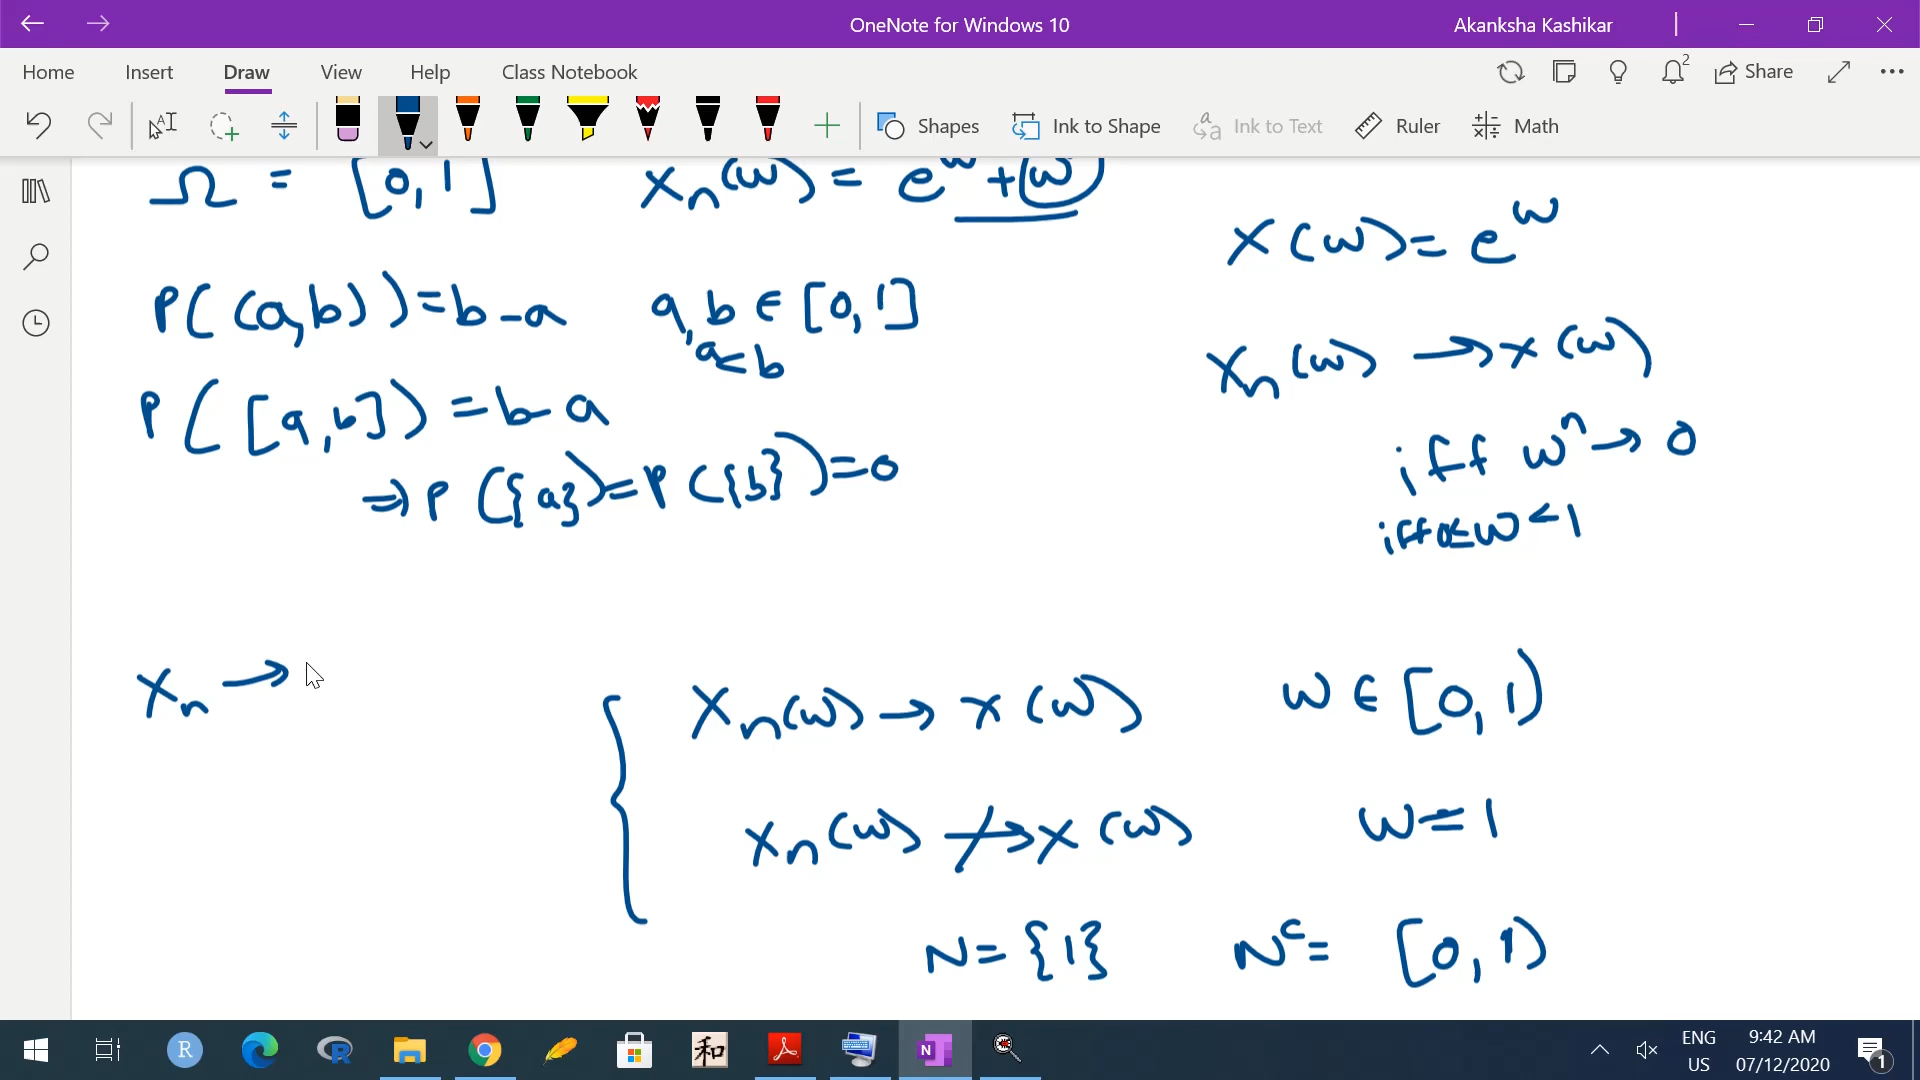 OneNote for Windows 10
Akanksha Kashikar
Home Insert Draw View Help Class Notebook
2
Share
Shapes Ink to Shape Ink to Text Ruler Math
Ω = [0,1] Xn(ω) = e^ω + (ω
X(ω) = e^ω
P((a,b)) = b-a a,b ∈ [0,1]
a<b
Xn(ω) → X(ω)
P([a,b]) = b-a
iff ω^n → 0
⇒ P({a}) = P({b}) = 0
iff 0≤ω<1
Xn →
Xn(ω) → X(ω) ω ∈ [0,1)
Xn(ω) ↛ X(ω) ω = 1
N = {1} N^c = [0,1)
ENG
US
9:42 AM
07/12/2020
1